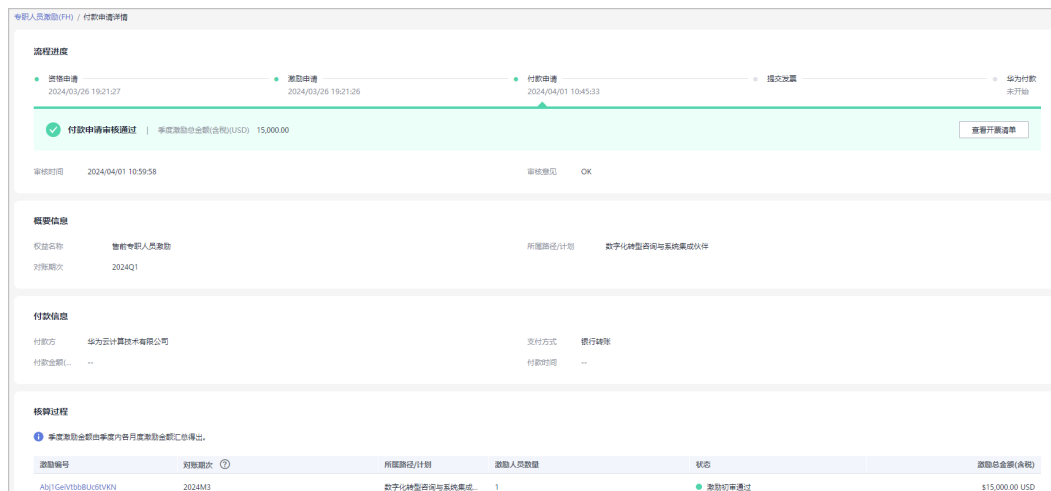 专职人员激励(FH) / 付款申请详情
流程进度
资格申请 激励申请 付款申请 提交发票 华为付款
2024/03/26 19:21:27 2024/03/26 19:21:26 2024/04/01 10:45:33 未开始
付款申请审核通过 | 季度激励总金额(含税)(USD) 15,000.00 查看开票清单
审核时间 2024/04/01 10:59:58 审核意见 OK
概要信息
权益名称 售前专职人员激励 所属路径/计划 数字化转型咨询与系统集成伙伴
对账期次 2024Q1
付款信息
付款方 华为云计算技术有限公司 支付方式 银行转账
付款金额(... -- 付款时间 --
核算过程
季度激励金额由季度内各月度激励金额汇总得出。
激励编号 对账期次 所属路径/计划 激励人员数量 状态 激励总金额(含税)
Abj1GelVtbbBUc6tVKN 2024M3 数字化转型咨询与系统集成... 1 激励初审通过 $15,000.00 USD